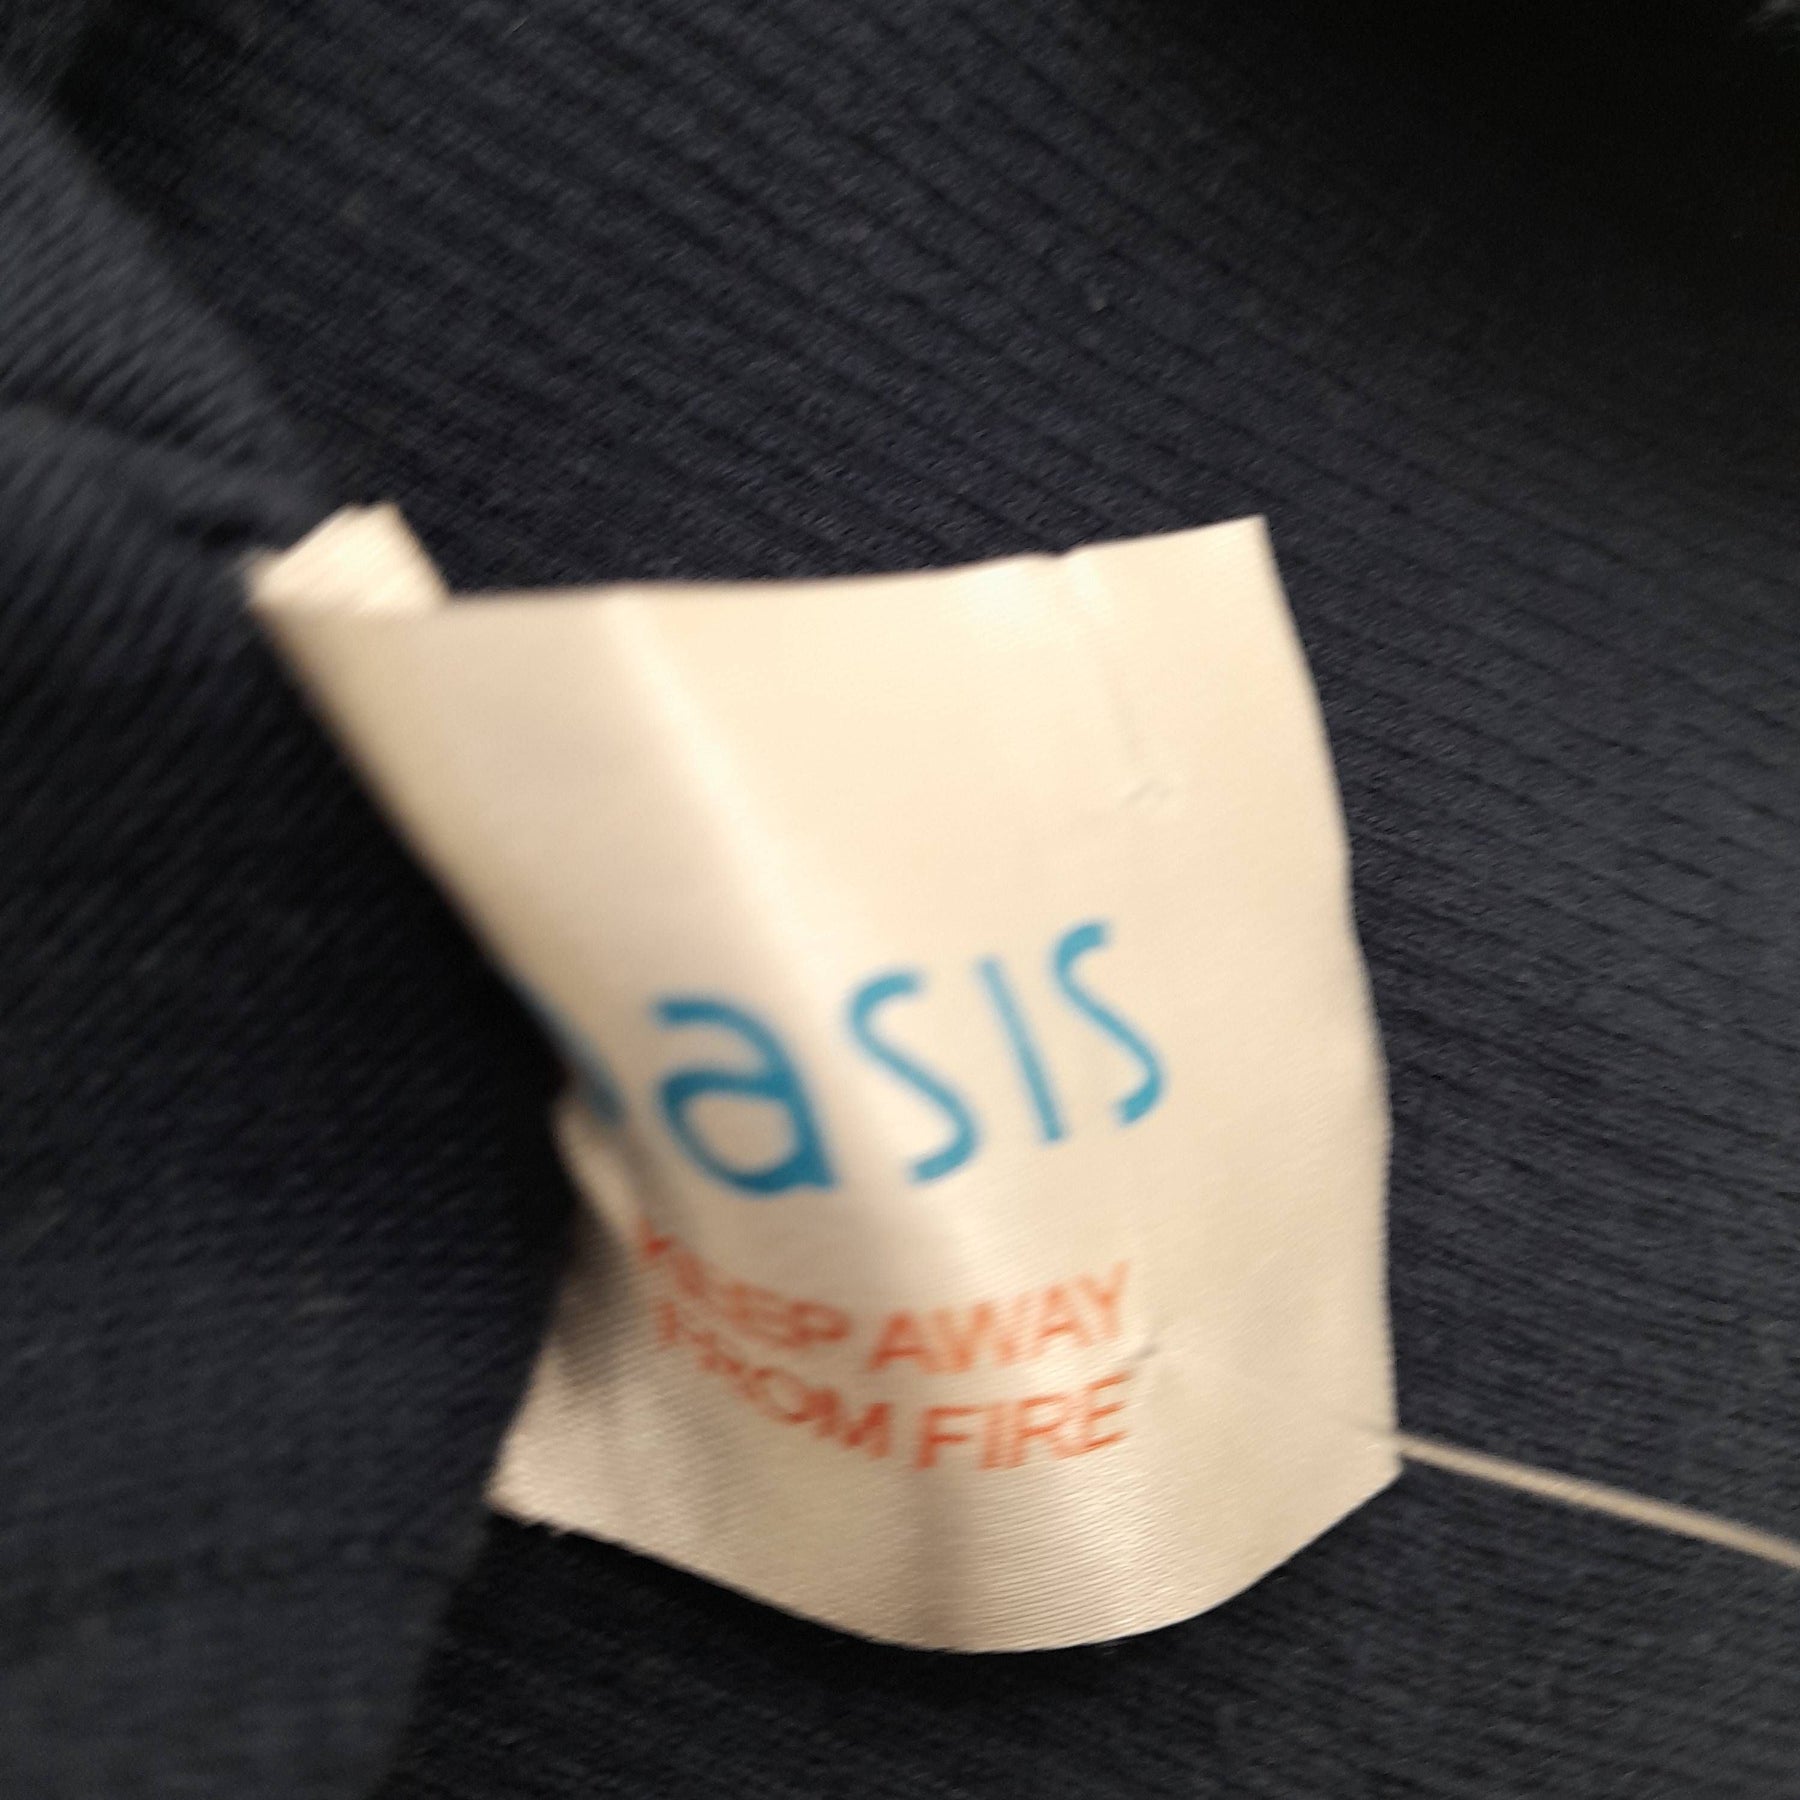 asis
KEEP AWAY
FROM FIRE